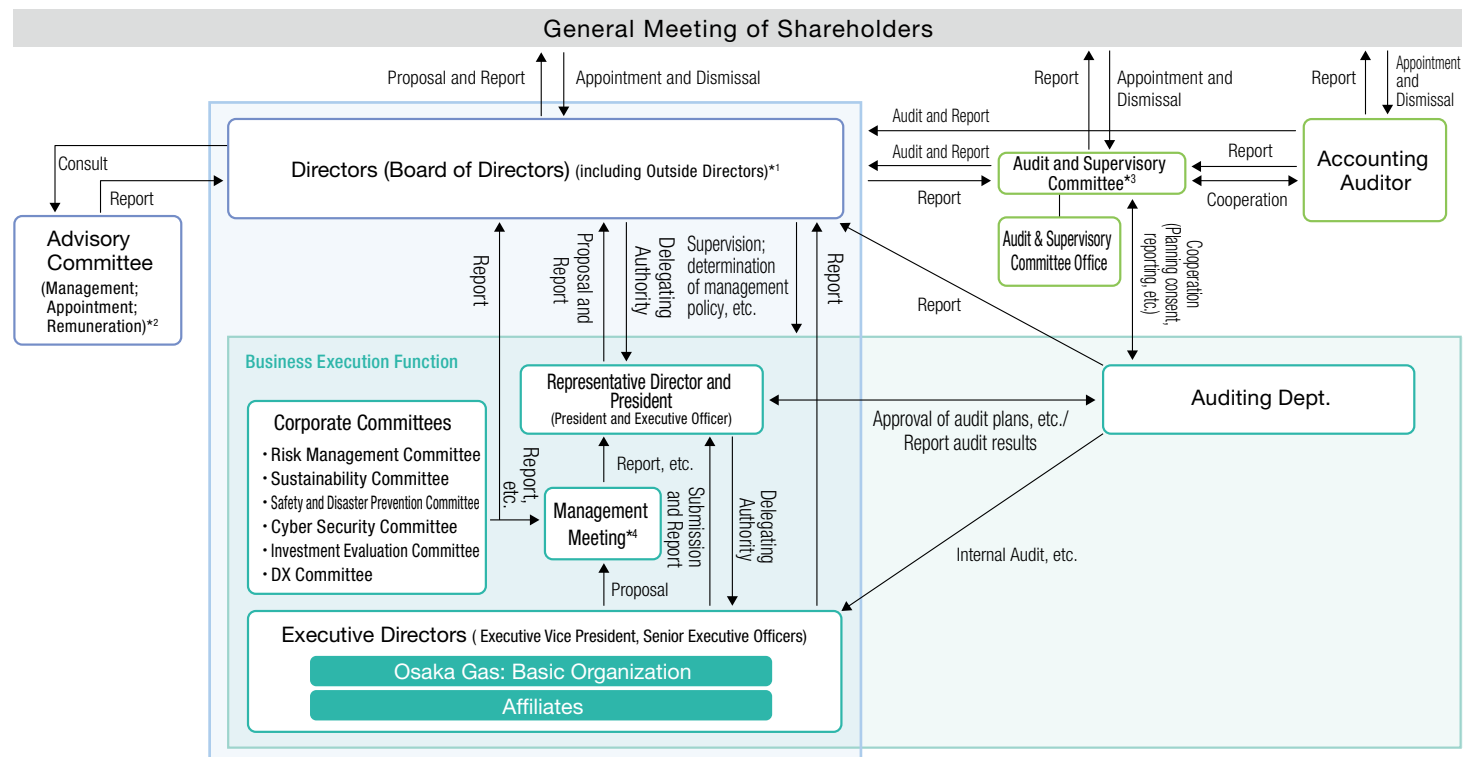 General Meeting of Shareholders
Proposal and Report
Appointment and Dismissal
Report
Appointment and
Dismissal
Report
Appointment
and
Dismissal
Directors (Board of Directors) (including Outside Directors)*1
Consult
Report
Advisory
Committee
(Management;
Appointment;
Remuneration)*2
Audit and Report
Audit and Report
Report
Audit and Supervisory
Committee*3
Audit & Supervisory
Committee Office
Report
Cooperation
Accounting
Auditor
Report
Proposal and
Report
Delegating
Authority
Supervision;
determination
of management
policy, etc.
Report
Report
Cooperation
(Planning consent,
reporting, etc.)
Business Execution Function
Corporate Committees
・Risk Management Committee
・Sustainability Committee
・Safety and Disaster Prevention Committee
・Cyber Security Committee
・Investment Evaluation Committee
・DX Committee
Representative Director and
President
(President and Executive Officer)
Approval of audit plans, etc./
Report audit results
Auditing Dept.
Report,
etc.
Report, etc.
Management
Meeting*4
Submission
and Report
Delegating
Authority
Proposal
Internal Audit, etc.
Executive Directors ( Executive Vice President, Senior Executive Officers)
Osaka Gas: Basic Organization
Affiliates